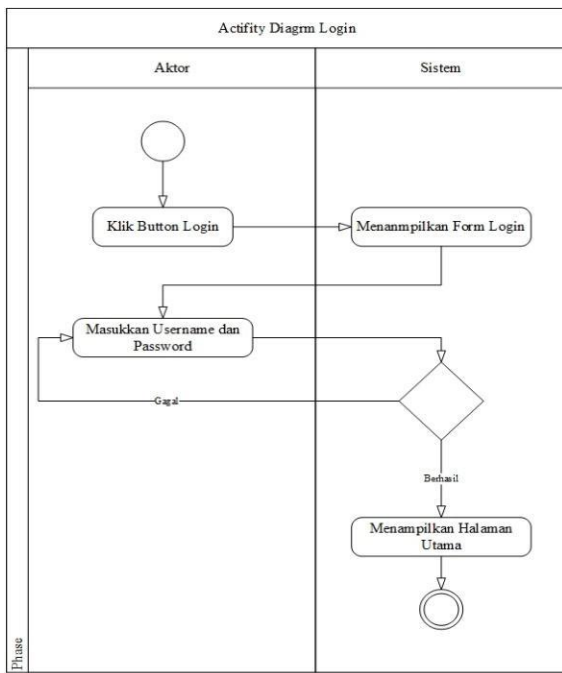 Actifity Diagrm Login
Aktor
Sistem
Klik Button Login
Menanmpilkan Form Login
Masukkan Username dan
Password
Gagal
Berhasil
Menampilkan Halaman
Utama
Phase